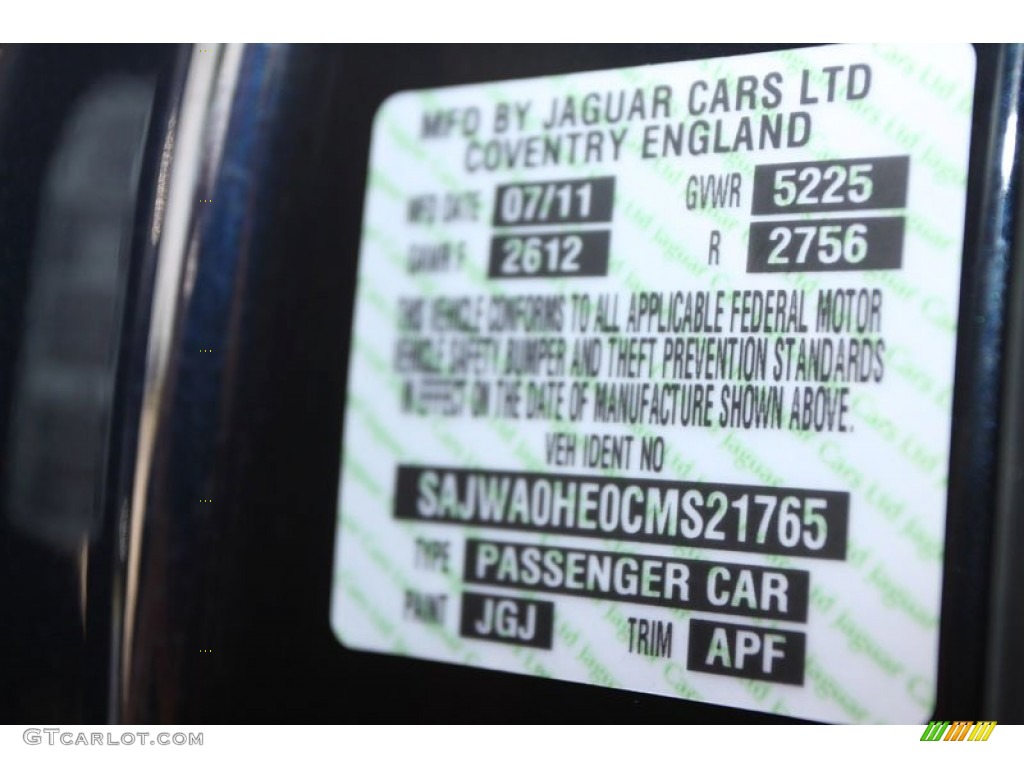 MFD BY JAGUAR CARS LTD
COVENTRY ENGLAND
MFD DATE 07/11 GVWR 5225
GAWR F 2612 R 2756
THIS VEHICLE CONFORMS TO ALL APPLICABLE FEDERAL MOTOR
VEHICLE SAFETY BUMPER AND THEFT PREVENTION STANDARDS
IN EFFECT ON THE DATE OF MANUFACTURE SHOWN ABOVE.
VEH IDENT NO
SAJWA0HE0CMS21765
TYPE PASSENGER CAR
PAINT JGJ TRIM APF
GTCarLot.com